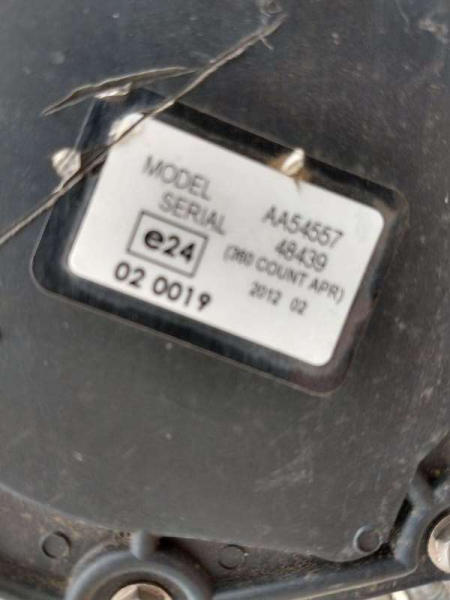 MODEL AA54557
SERIAL 48439
e24 (360 COUNT APR)
02 0019 2012 02